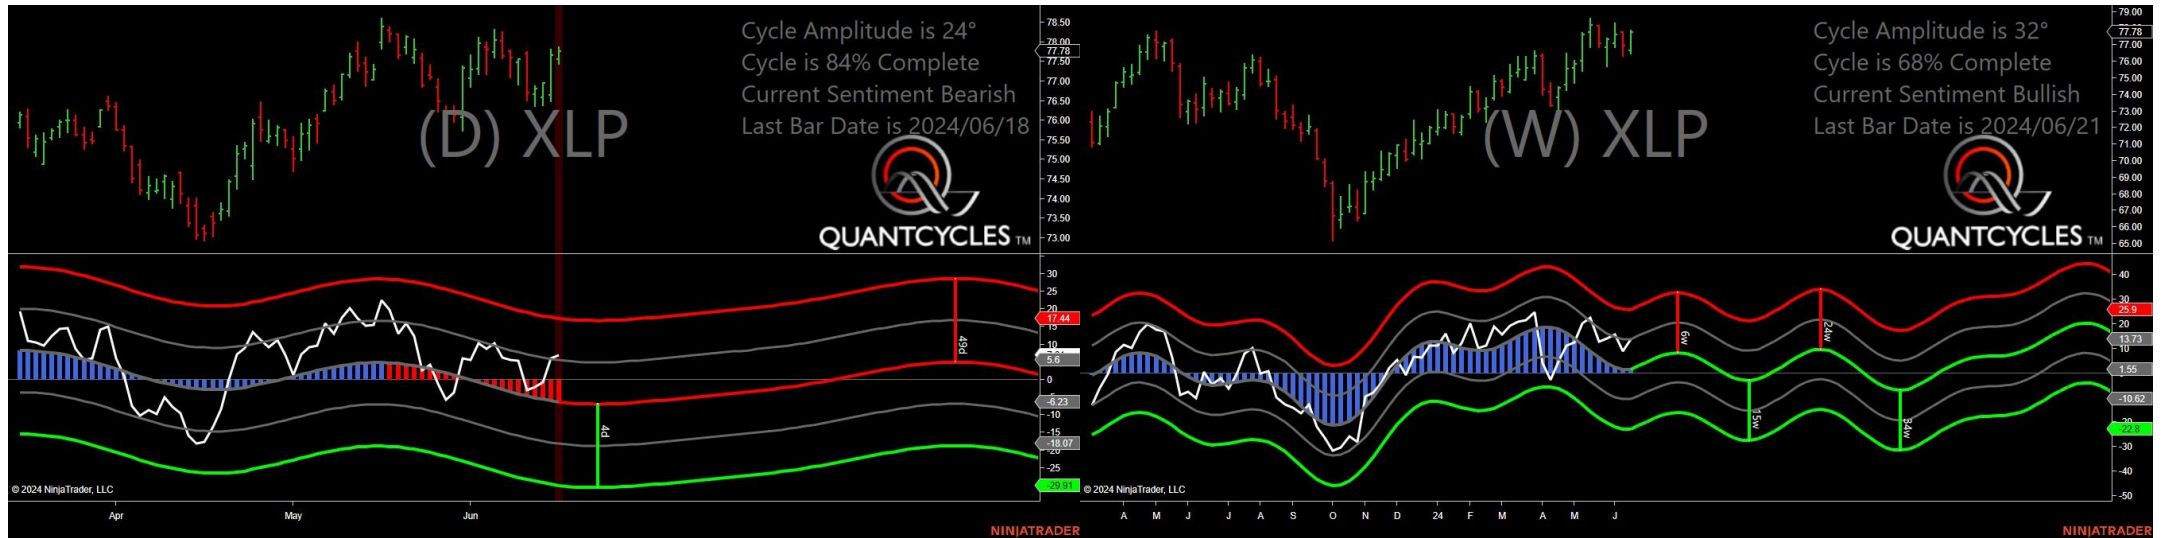 Cycle Amplitude is 24°
Cycle is 84% Complete
Current Sentiment Bearish
Last Bar Date is 2024/06/18
(D) XLP
QUANTCYCLES TM
78.50
78.00
77.78
77.50
77.00
76.50
76.00
75.50
75.00
74.50
74.00
73.50
73.00
30
25
20
17.44
15
10
5.6
0
-5
-6.23
-10
-18.07
-20
-25
-29.91
49d
4d
© 2024 NinjaTrader, LLC
Apr
May
Jun
NINJATRADER
Cycle Amplitude is 32°
Cycle is 68% Complete
Current Sentiment Bullish
Last Bar Date is 2024/06/21
(W) XLP
QUANTCYCLES TM
79.00
77.78
77.00
76.00
75.00
74.00
73.00
72.00
71.00
70.00
69.00
68.00
67.00
66.00
65.00
40
30
25.9
20
13.73
10
1.55
-10.62
-22.8
-30
-40
-50
6w
24w
15w
34w
© 2024 NinjaTrader, LLC
A
M
J
J
A
S
O
N
D
24
F
M
A
M
J
NINJATRADER